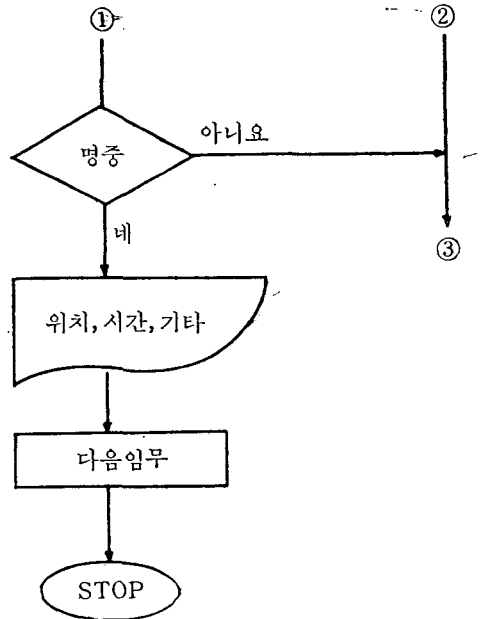 ① ②
명중
아니요
네
③
위치, 시간, 기타
다음임무
STOP